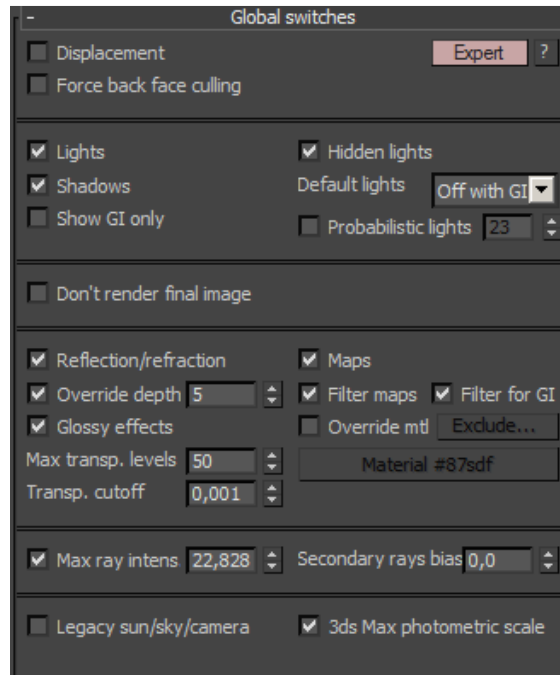 - Global switches
Displacement Expert ?
Force back face culling
Lights Hidden lights
Shadows Default lights Off with GI
Show GI only Probabilistic lights 23
Don't render final image
Reflection/refraction Maps
Override depth 5 Filter maps Filter for GI
Glossy effects Override mtl Exclude...
Max transp. levels 50 Material #87sdf
Transp. cutoff 0,001
Max ray intens 22,828 Secondary rays bias 0,0
Legacy sun/sky/camera 3ds Max photometric scale